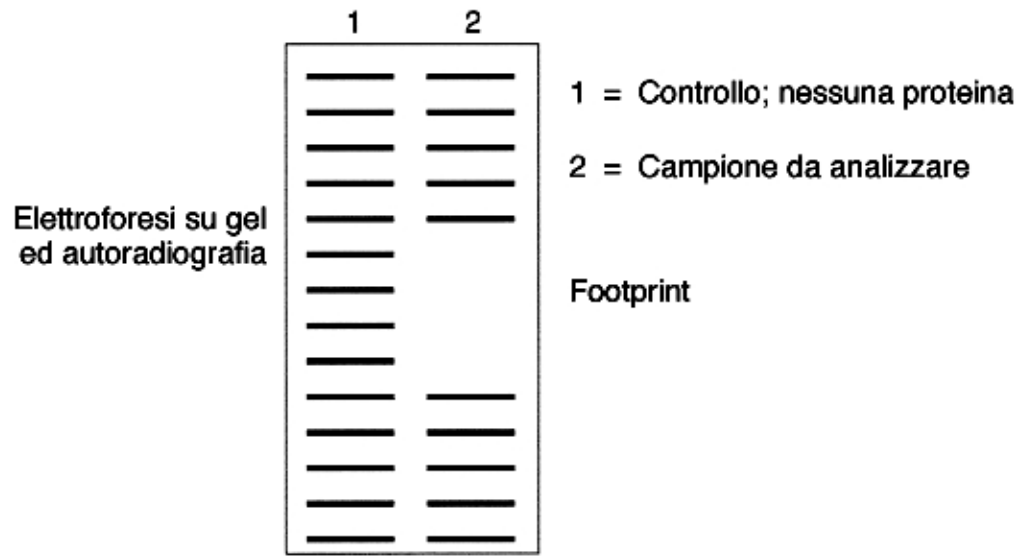 1 2
1 = Controllo; nessuna proteina
2 = Campione da analizzare
Elettroforesi su gel
ed autoradiografia
Footprint